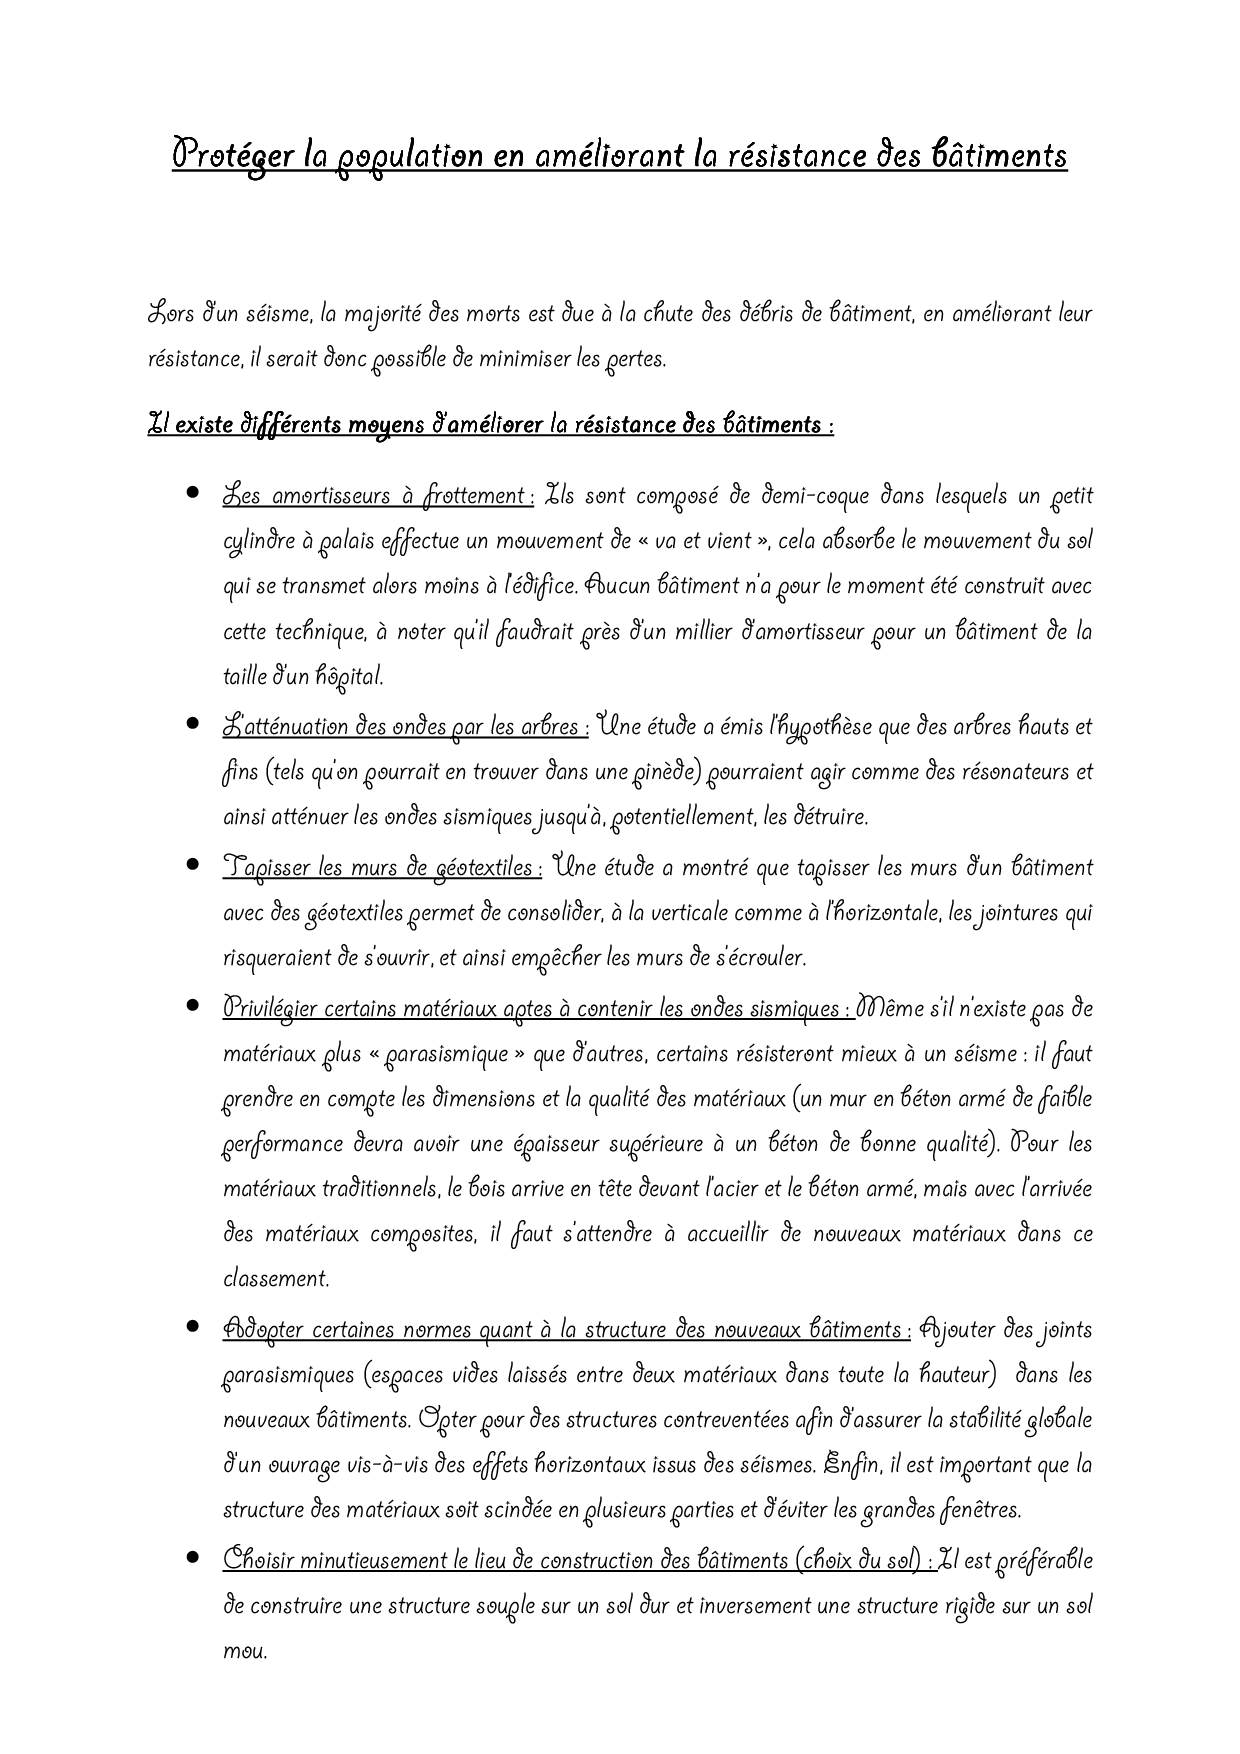 Protéger la population en améliorant la résistance des bâtiments
Lors d'un séisme, la majorité des morts est due à la chute des débris de bâtiment, en améliorant leur
résistance, il serait donc possible de minimiser les pertes.
Il existe différents moyens d'améliorer la résistance des bâtiments :
• Les amortisseurs à frottement : Ils sont composé de demi-coque dans lesquels un petit
cylindre à palais effectue un mouvement de « va et vient », cela absorbe le mouvement du sol
qui se transmet alors moins à l'édifice. Aucun bâtiment n'a pour le moment été construit avec
cette technique, à noter qu'il faudrait près d'un millier d'amortisseur pour un bâtiment de la
taille d'un hôpital.
• L'atténuation des ondes par les arbres : Une étude a émis l'hypothèse que des arbres hauts et
fins (tels qu'on pourrait en trouver dans une pinède) pourraient agir comme des résonateurs et
ainsi atténuer les ondes sismiques jusqu'à, potentiellement, les détruire.
• Tapisser les murs de géotextiles : Une étude a montré que tapisser les murs d'un bâtiment
avec des géotextiles permet de consolider, à la verticale comme à l'horizontale, les jointures qui
risqueraient de s'ouvrir, et ainsi empêcher les murs de s'écrouler.
• Privilégier certains matériaux aptes à contenir les ondes sismiques : Même s'il n'existe pas de
matériaux plus « parasismique » que d'autres, certains résisteront mieux à un séisme : il faut
prendre en compte les dimensions et la qualité des matériaux (un mur en béton armé de faible
performance devra avoir une épaisseur supérieure à un béton de bonne qualité). Pour les
matériaux traditionnels, le bois arrive en tête devant l'acier et le béton armé, mais avec l'arrivée
des matériaux composites, il faut s'attendre à accueillir de nouveaux matériaux dans ce
classement.
• Adopter certaines normes quant à la structure des nouveaux bâtiments : Ajouter des joints
parasismiques (espaces vides laissés entre deux matériaux dans toute la hauteur) dans les
nouveaux bâtiments. Opter pour des structures contreventées afin d'assurer la stabilité globale
d'un ouvrage vis-à-vis des effets horizontaux issus des séismes. Enfin, il est important que la
structure des matériaux soit scindée en plusieurs parties et d'éviter les grandes fenêtres.
• Choisir minutieusement le lieu de construction des bâtiments (choix du sol) : Il est préférable
de construire une structure souple sur un sol dur et inversement une structure rigide sur un sol
mou.